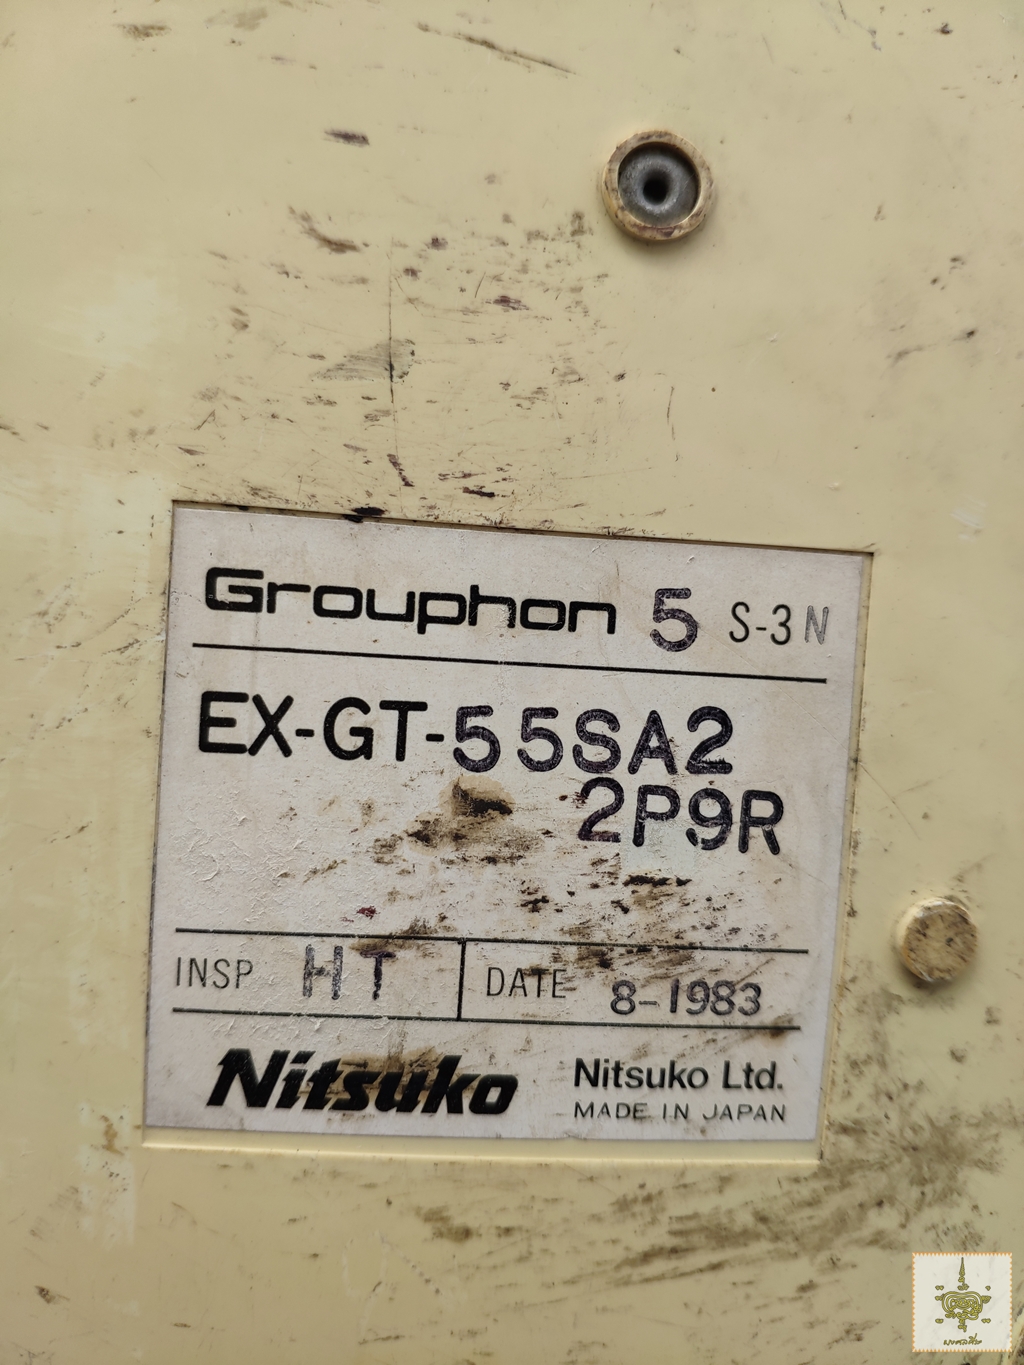 Grouphon 5 S-3N
EX-GT-55SA2
2P9R
INSP HT DATE 8-1983
Nitsuko Nitsuko Ltd.
MADE IN JAPAN